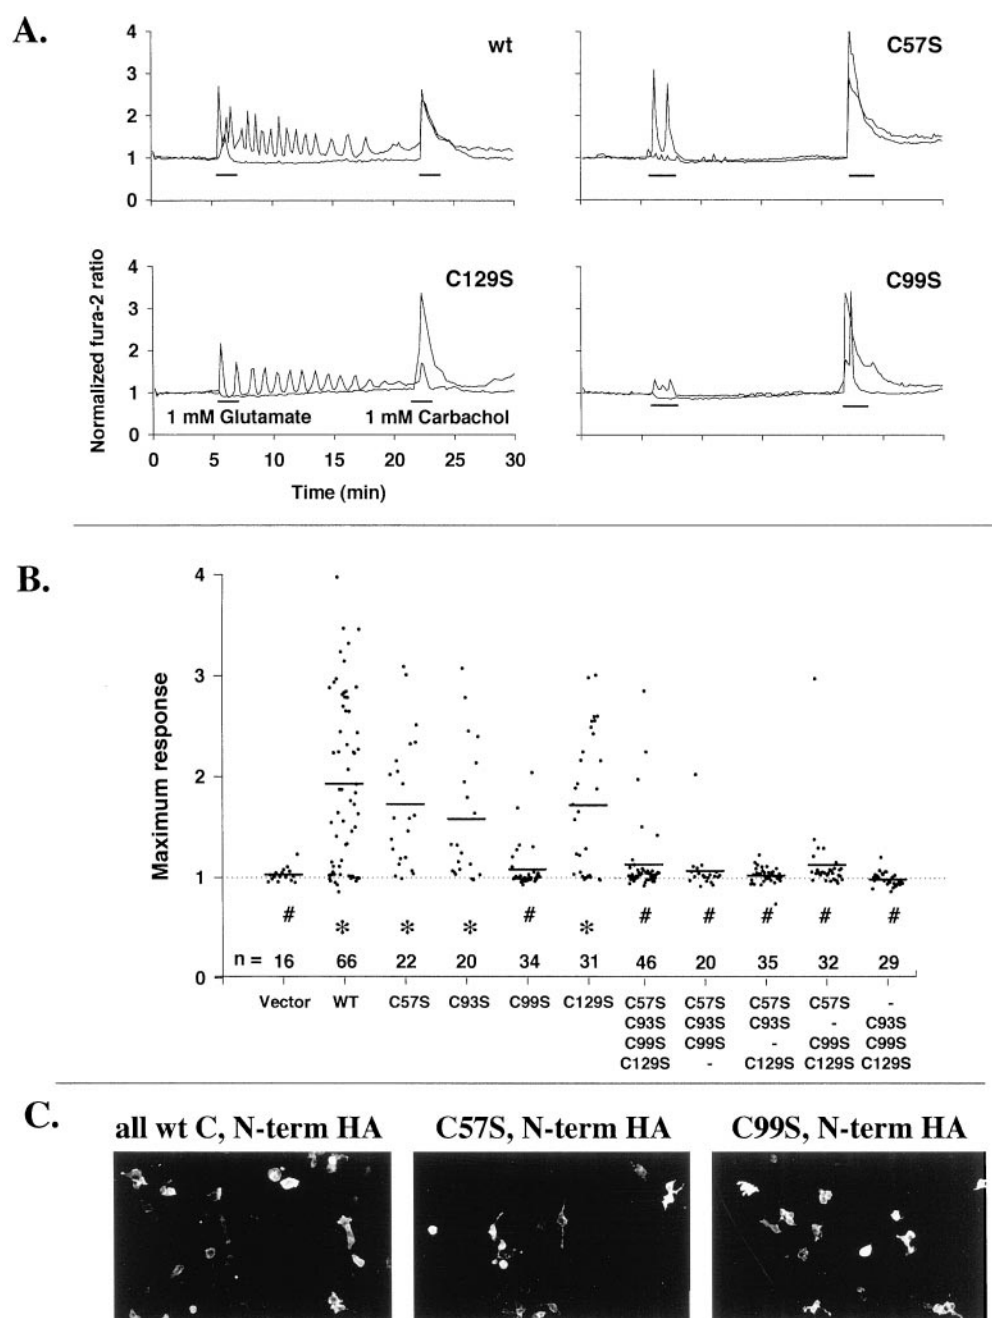 A.
wt
C57S
4
3
2
1
0
C129S
C99S
4
3
2
1
0
Normalized fura-2 ratio
1 mM Glutamate
1 mM Carbachol
0 5 10 15 20 25 30
Time (min)
B.
4
3
2
1
0
Maximum response
# * * * # * # # # # #
n = 16 66 22 20 34 31 46 20 35 32 29
Vector WT C57S C93S C99S C129S C57S C57S C57S C57S -
C93S C93S C93S - C93S
C99S C99S - C99S C99S
C129S - C129S C129S C129S
C.
all wt C, N-term HA
C57S, N-term HA
C99S, N-term HA